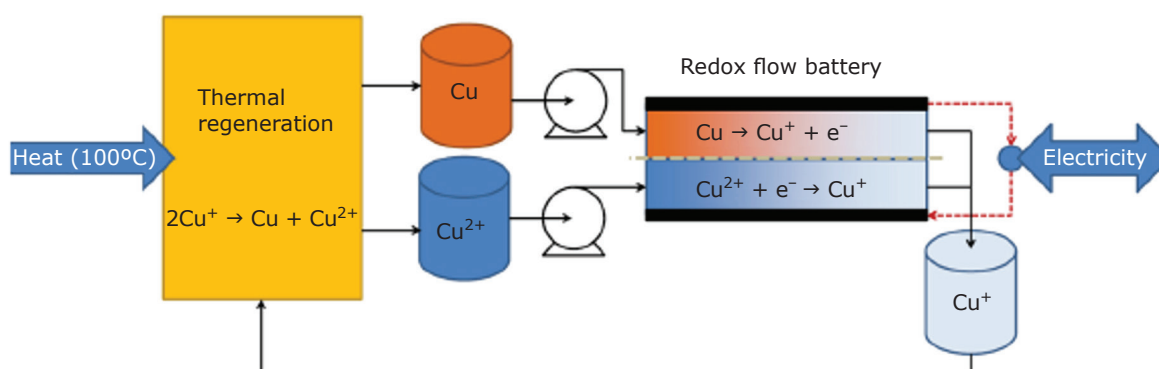 Redox flow battery
Thermal
regeneration
Cu
Cu → Cu⁺ + e⁻
Heat (100ºC)
Electricity
Cu²⁺ + e⁻ → Cu⁺
2Cu⁺ → Cu + Cu²⁺
Cu²⁺
Cu⁺